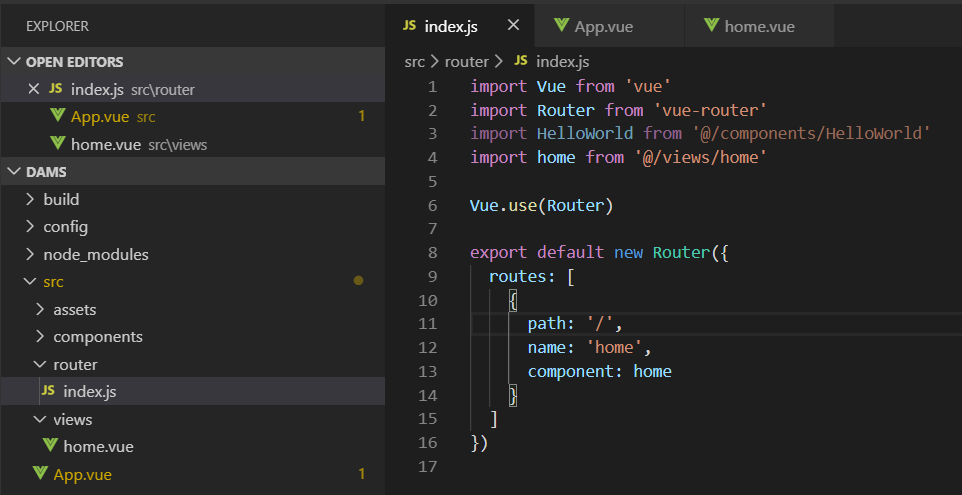 EXPLORER
OPEN EDITORS
JS index.js src\router
App.vue src 1
home.vue src\views
DAMS
build
config
node_modules
src
assets
components
router
JS index.js
views
home.vue
App.vue 1
JS index.js App.vue home.vue
src > router > JS index.js
1 import Vue from 'vue'
2 import Router from 'vue-router'
3 import HelloWorld from '@/components/HelloWorld'
4 import home from '@/views/home'
5
6 Vue.use(Router)
7
8 export default new Router({
9 routes: [
10 {
11 path: '/',
12 name: 'home',
13 component: home
14 }
15 ]
16 })
17